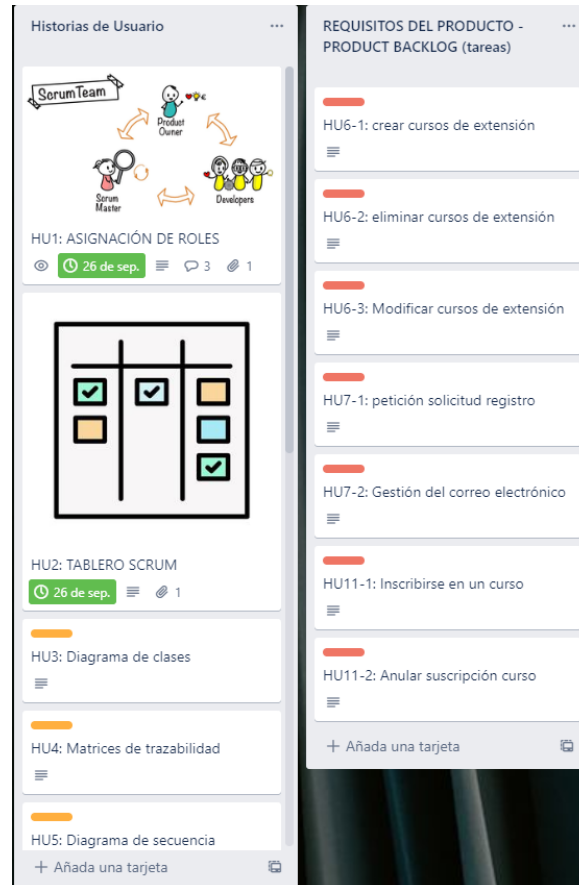 Historias de Usuario
ScrumTeam
Product
Owner
Scrum
Master
Developers
HU1: ASIGNACIÓN DE ROLES
26 de sep.
3
1
HU2: TABLERO SCRUM
26 de sep.
1
HU3: Diagrama de clases
HU4: Matrices de trazabilidad
HU5: Diagrama de secuencia
+ Añada una tarjeta
REQUISITOS DEL PRODUCTO -
PRODUCT BACKLOG (tareas)
HU6-1: crear cursos de extensión
HU6-2: eliminar cursos de extensión
HU6-3: Modificar cursos de extensión
HU7-1: petición solicitud registro
HU7-2: Gestión del correo electrónico
HU11-1: Inscribirse en un curso
HU11-2: Anular suscripción curso
+ Añada una tarjeta